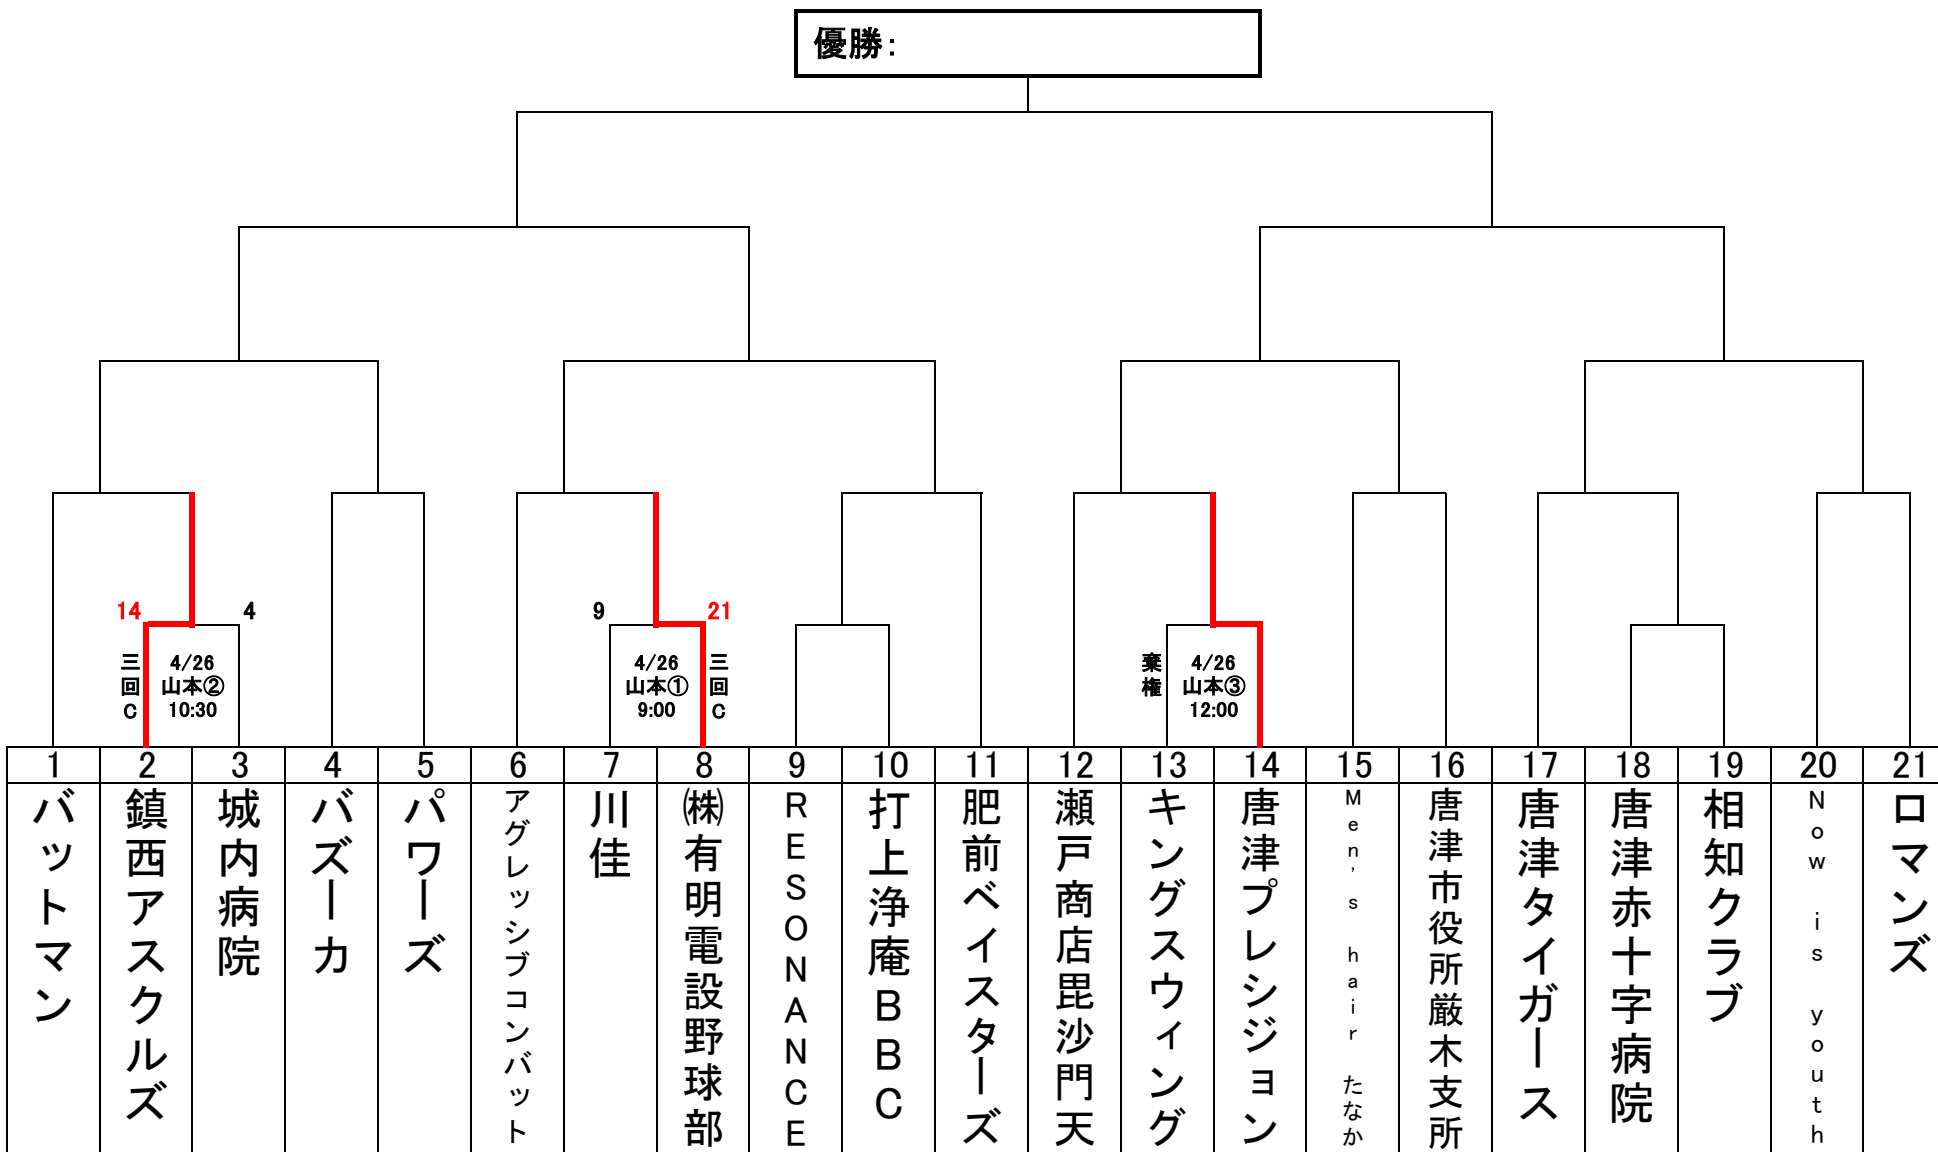 優勝:
14
4
9
21
三回C
4/26
山本②
10:30
4/26
山本①
9:00
三回C
棄権
4/26
山本③
12:00
1
2
3
4
5
6
7
8
9
10
11
12
13
14
15
16
17
18
19
20
21
バットマン
鎮西アスクルズ
城内病院
バズーカ
パワーズ
アグレッシブコンバット
川佳
㈱有明電設野球部
RESONANCE
打上浄庵BBC
肥前ベイスターズ
瀬戸商店毘沙門天
キングスウィング
唐津プレシジョン
Men's hair たなか
唐津市役所厳木支所
唐津タイガース
唐津赤十字病院
相知クラブ
Now is youth
ロマンズ